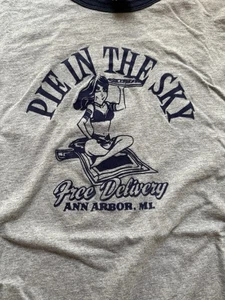 PIE IN THE SKY
Free Delivery
ANN ARBOR, MI.